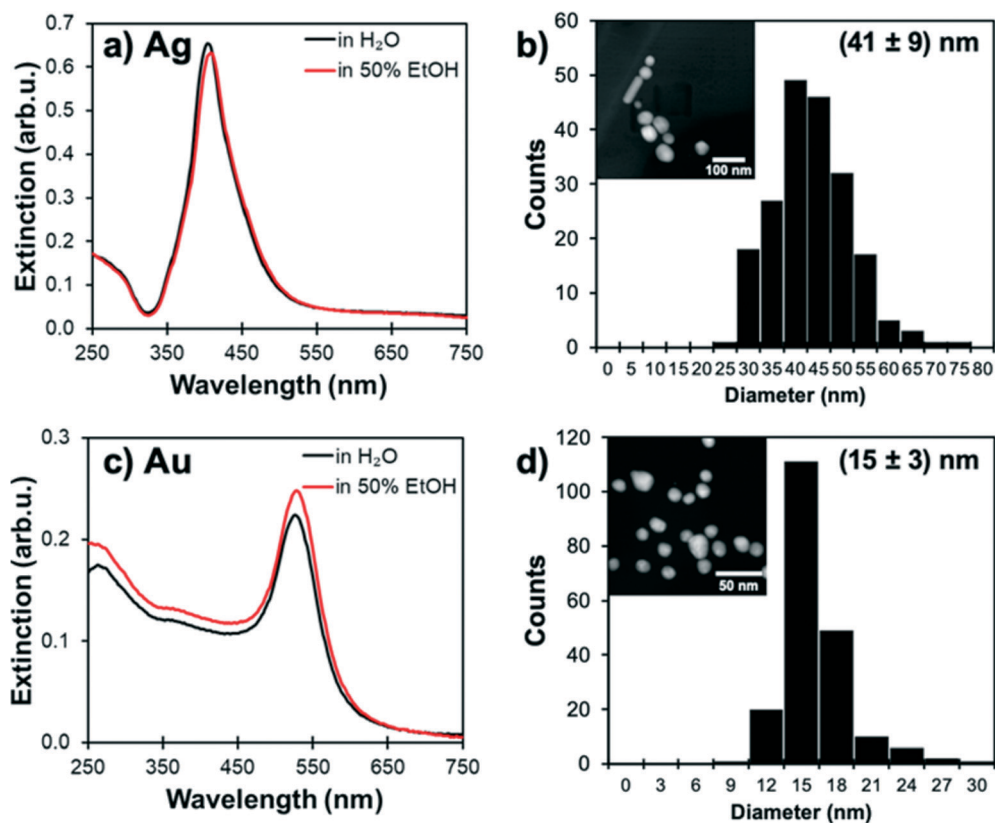 a) Ag
in H₂O
in 50% EtOH
0.7
0.6
0.5
0.4
0.3
0.2
0.1
0.0
Extinction (arb.u.)
250 350 450 550 650 750
Wavelength (nm)
b)
(41 ± 9) nm
100 nm
60
50
40
30
20
10
0
Counts
0 5 10 15 20 25 30 35 40 45 50 55 60 65 70 75 80
Diameter (nm)
c) Au
in H₂O
in 50% EtOH
0.3
0.2
0.1
0.0
Extinction (arb.u.)
250 350 450 550 650 750
Wavelength (nm)
d)
(15 ± 3) nm
50 nm
120
100
80
60
40
20
0
Counts
0 3 6 9 12 15 18 21 24 27 30
Diameter (nm)